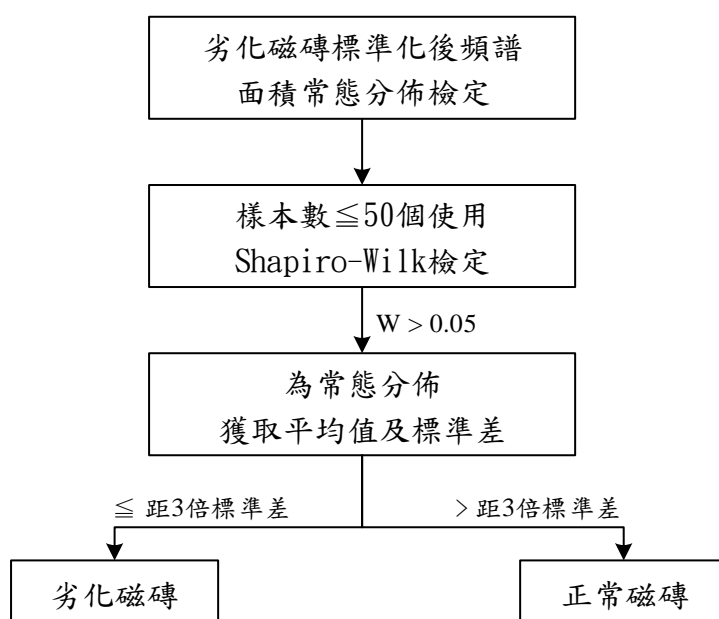 劣化磁磚標準化後頻譜
面積常態分佈檢定
樣本數≦50個使用
Shapiro-Wilk檢定
W > 0.05
為常態分佈
獲取平均值及標準差
≦ 距3倍標準差
> 距3倍標準差
劣化磁磚
正常磁磚